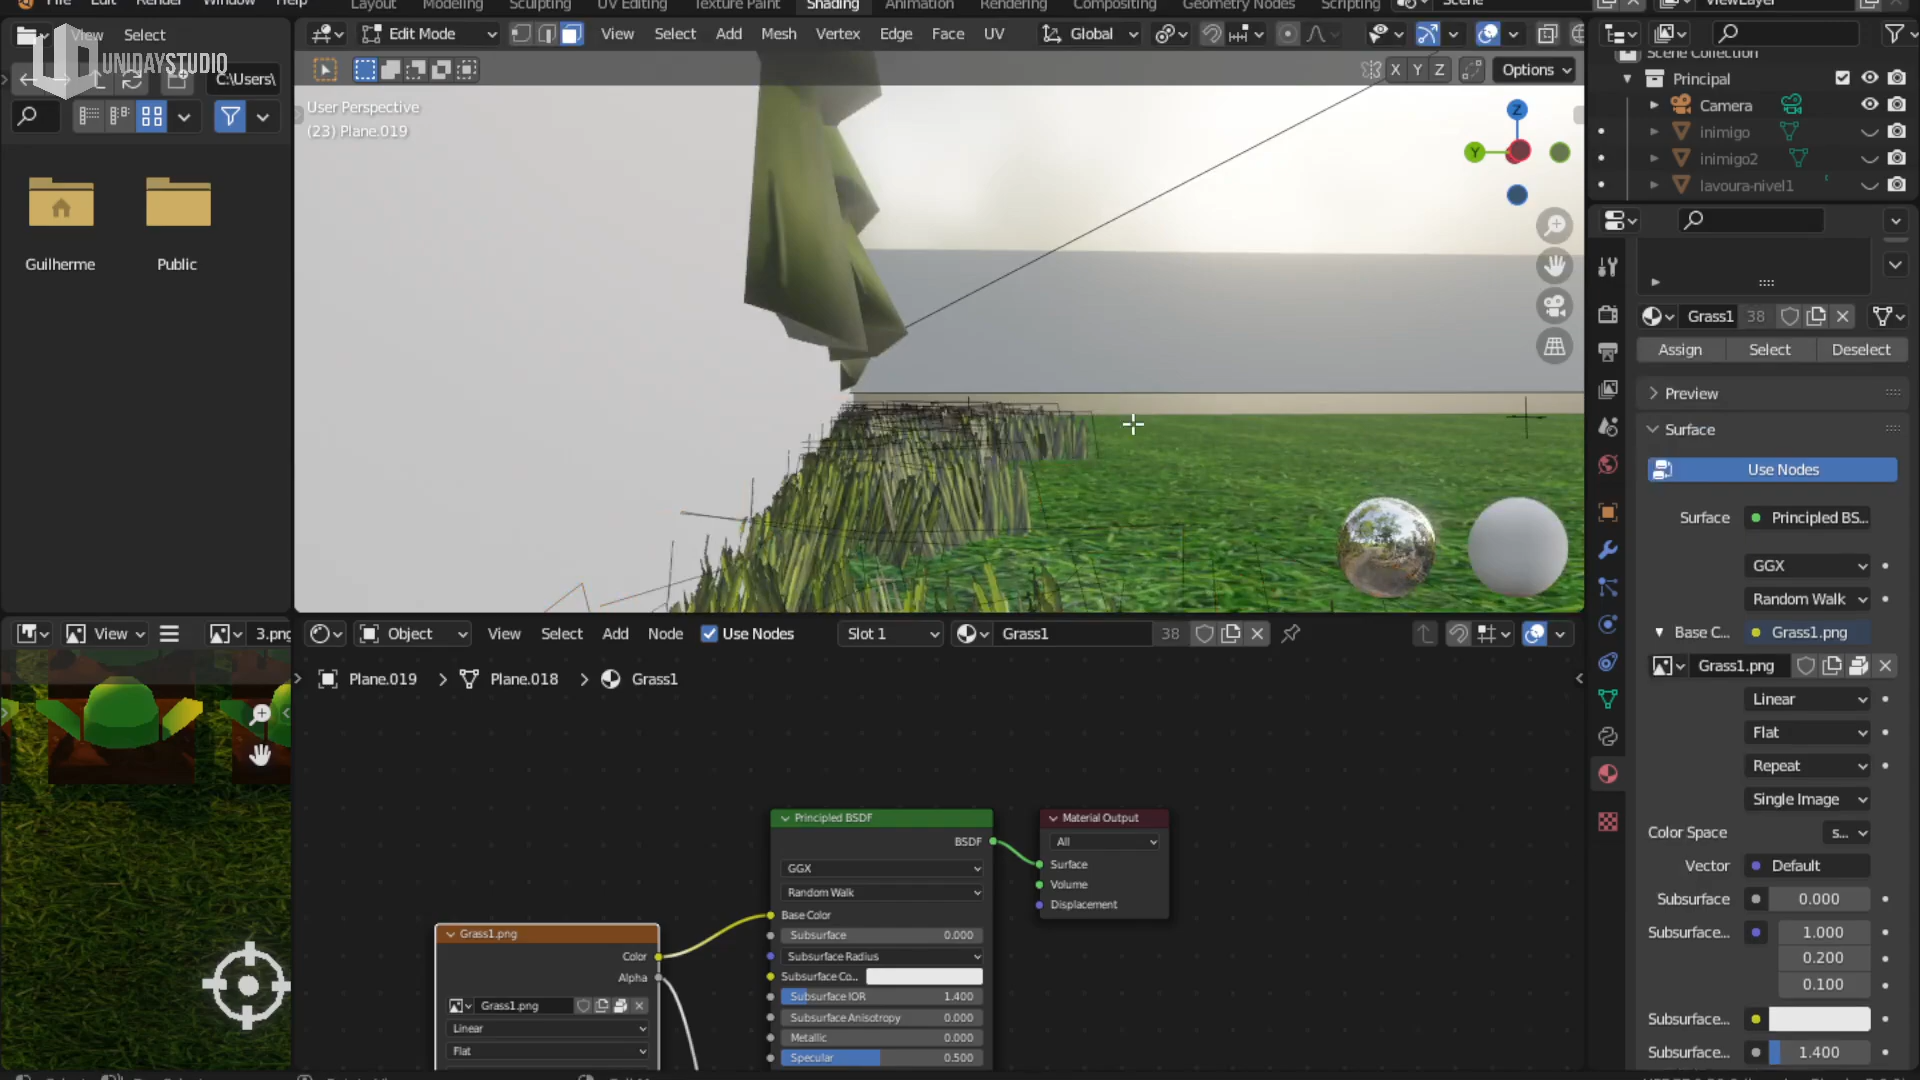 File Edit Render Window Help Layout Modeling Sculpting UV Editing Texture Paint Shading Animation Rendering Compositing Geometry Nodes Scripting Scene ViewLayer
View Select
UNIDAYSTUDIO
C:\Users\
Guilherme
Public
Edit Mode View Select Add Mesh Vertex Edge Face UV Global
X Y Z Options
User Perspective
(23) Plane.019
Z
Y
Scene Collection
Principal
Camera
inimigo
inimigo2
lavoura-nivel1
Grass1 38
Assign Select Deselect
Preview
Surface
Use Nodes
Surface Principled BS...
GGX
Random Walk
Base C... Grass1.png
Grass1.png
Linear
Flat
Repeat
Single Image
Color Space s...
Vector Default
Subsurface 0.000
Subsurface... 1.000
0.200
0.100
Subsurface...
Subsurface... 1.400
View 3.png
Object View Select Add Node Use Nodes Slot 1 Grass1 38
Plane.019 Plane.018 Grass1
Grass1.png
Color
Alpha
Grass1.png
Linear
Flat
Principled BSDF
BSDF
GGX
Random Walk
Base Color
Subsurface 0.000
Subsurface Radius
Subsurface Co...
Subsurface IOR 1.400
Subsurface Anisotropy 0.000
Metallic 0.000
Specular 0.500
Material Output
All
Surface
Volume
Displacement